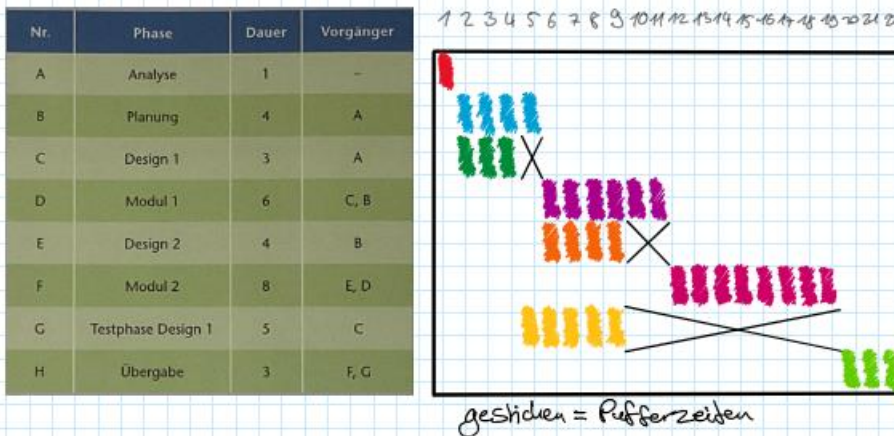 1 2 3 4 5 6 7 8 9 10 11 12 13 14 15 16 17 18 19 20 21
Nr. Phase Dauer Vorgänger
A Analyse 1 –
B Planung 4 A
C Design 1 3 A
D Modul 1 6 C, B
E Design 2 4 B
F Modul 2 8 E, D
G Testphase Design 1 5 C
H Übergabe 3 F, G
= Pufferzeiten